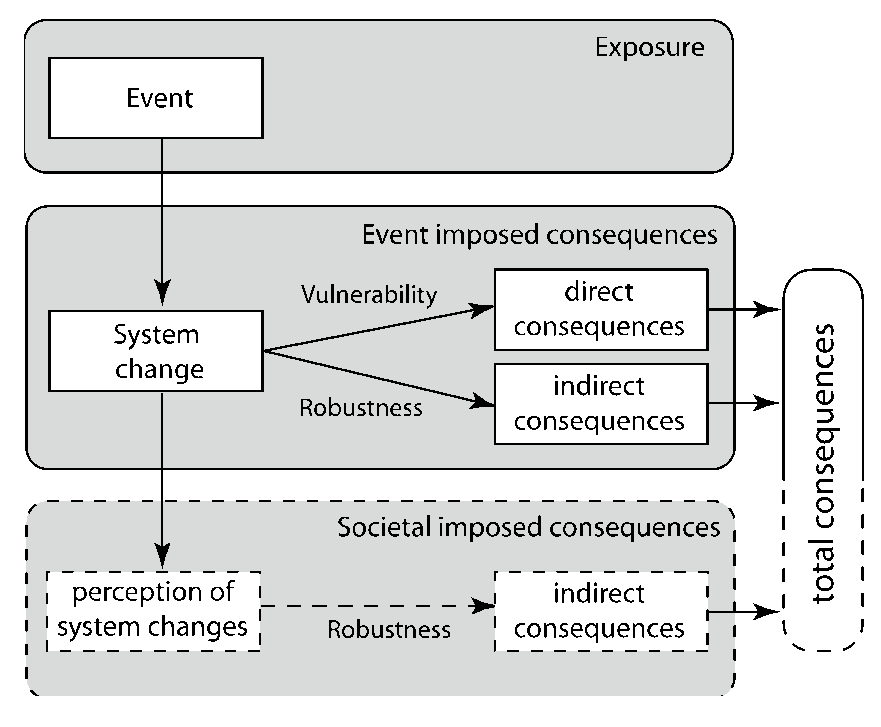 Exposure
Event
Event imposed consequences
Vulnerability
direct
consequences
System
change
Robustness
indirect
consequences
total consequences
Societal imposed consequences
perception of
system changes
Robustness
indirect
consequences